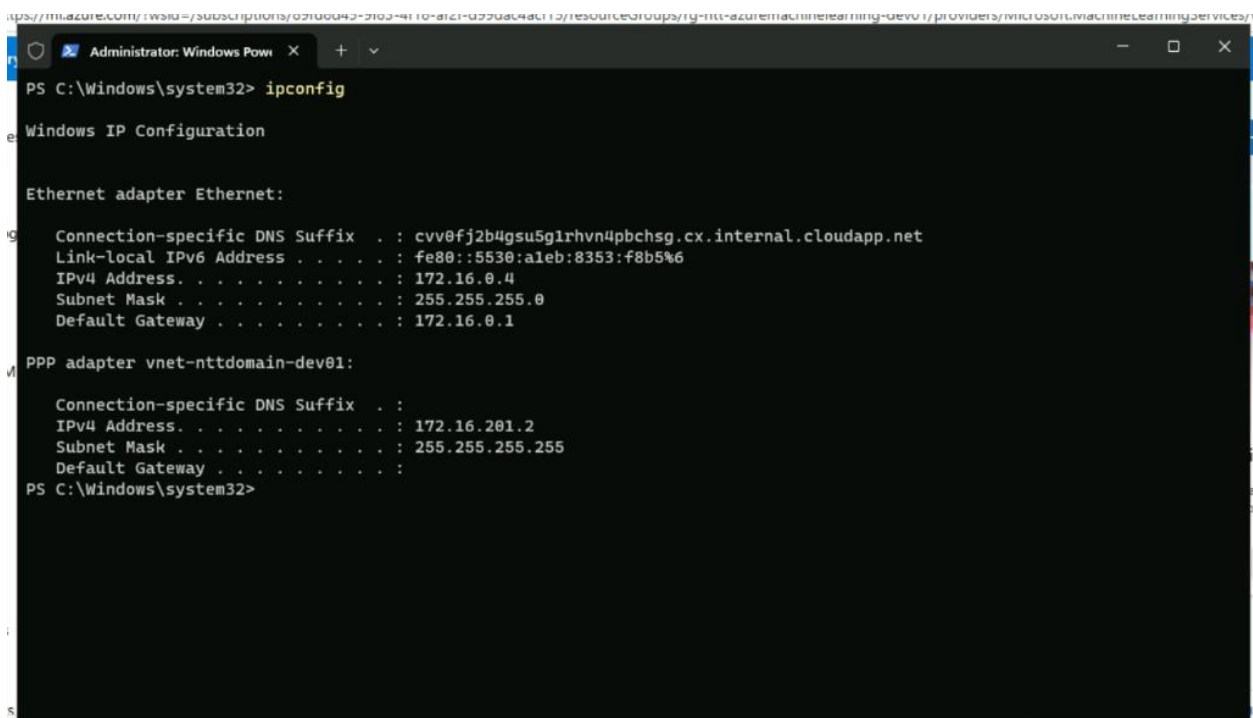 Administrator: Windows Powe
PS C:\Windows\system32> ipconfig
Windows IP Configuration
Ethernet adapter Ethernet:
Connection-specific DNS Suffix . : cvv0fj2b4gsu5g1rhvn4pbchsg.cx.internal.cloudapp.net
Link-local IPv6 Address . . . . . : fe80::5530:a1eb:8353:f8b5%6
IPv4 Address. . . . . . . . . . . : 172.16.0.4
Subnet Mask . . . . . . . . . . . : 255.255.255.0
Default Gateway . . . . . . . . . : 172.16.0.1
PPP adapter vnet-nttdomain-dev01:
Connection-specific DNS Suffix . :
IPv4 Address. . . . . . . . . . . : 172.16.201.2
Subnet Mask . . . . . . . . . . . : 255.255.255.255
Default Gateway . . . . . . . . . :
PS C:\Windows\system32>